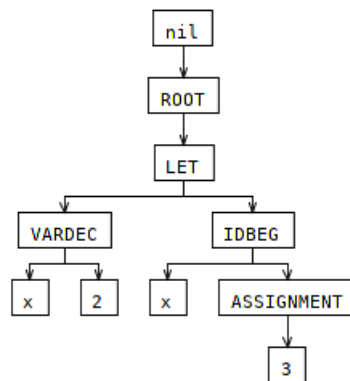 nil
ROOT
LET
VARDEC IDBEG
x 2 x ASSIGNMENT
3